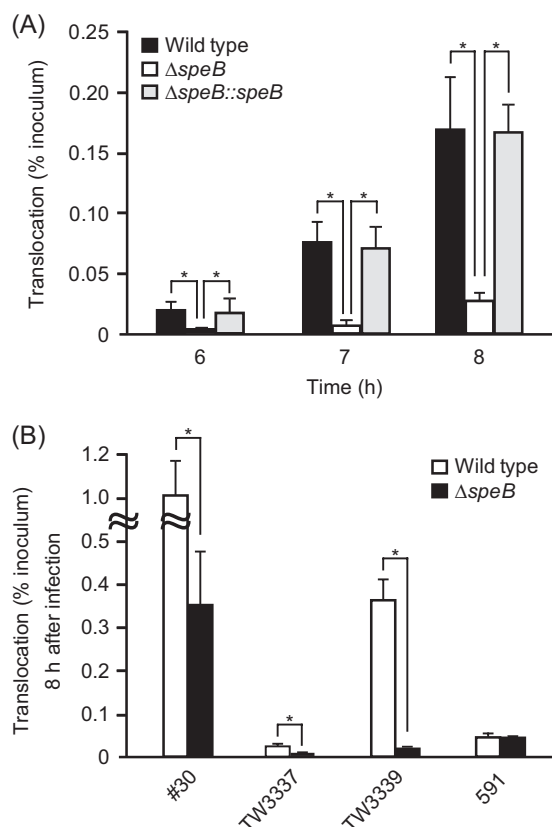 (A)
Translocation (% inoculum)
0.25
0.20
0.15
0.10
0.05
0
Wild type
ΔspeB
ΔspeB::speB
* *
* *
* *
6 7 8
Time (h)
(B)
Translocation (% inoculum)
8 h after infection
1.2
1.0
0.5
0.4
0.3
0.2
0.1
0
Wild type
ΔspeB
*
*
*
#30 TW3337 TW3339 591